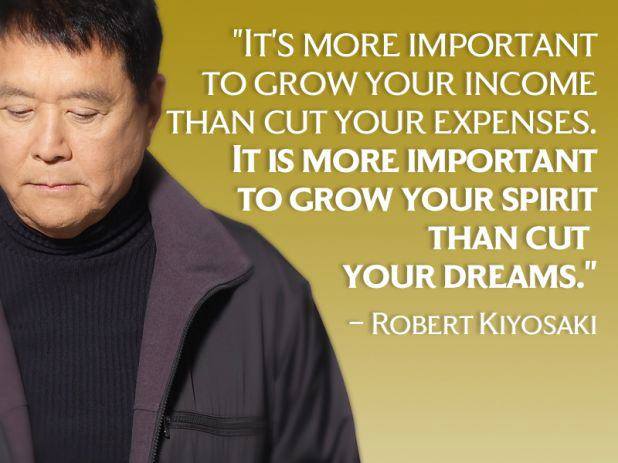 "It's more important
to grow your income
than cut your expenses.
It is more important
to grow your spirit
than cut
your dreams."
– Robert Kiyosaki